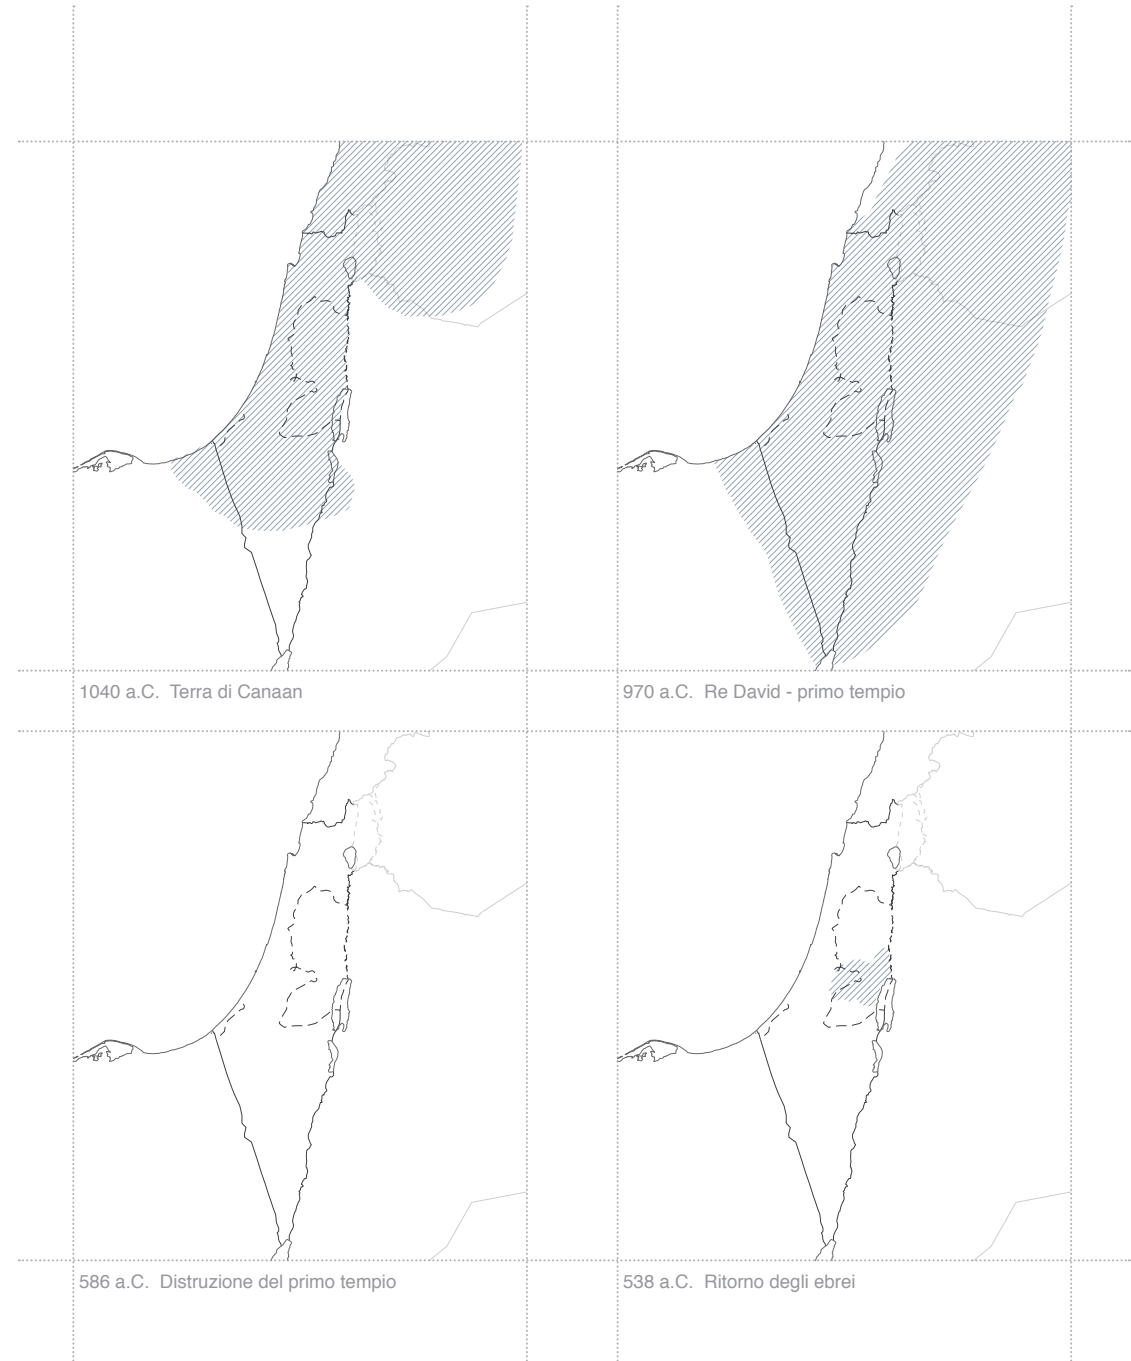 1040 a.C.  Terra di Canaan
970 a.C.  Re David - primo tempio
586 a.C.  Distruzione del primo tempio
538 a.C.  Ritorno degli ebrei